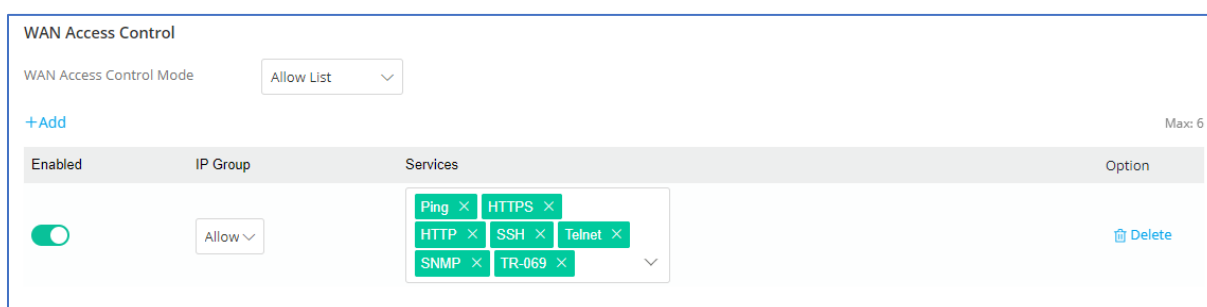 WAN Access Control
WAN Access Control Mode Allow List
+Add Max: 6
Enabled IP Group Services Option
Ping × HTTPS ×
Allow HTTP × SSH × Telnet × Delete
SNMP × TR-069 ×